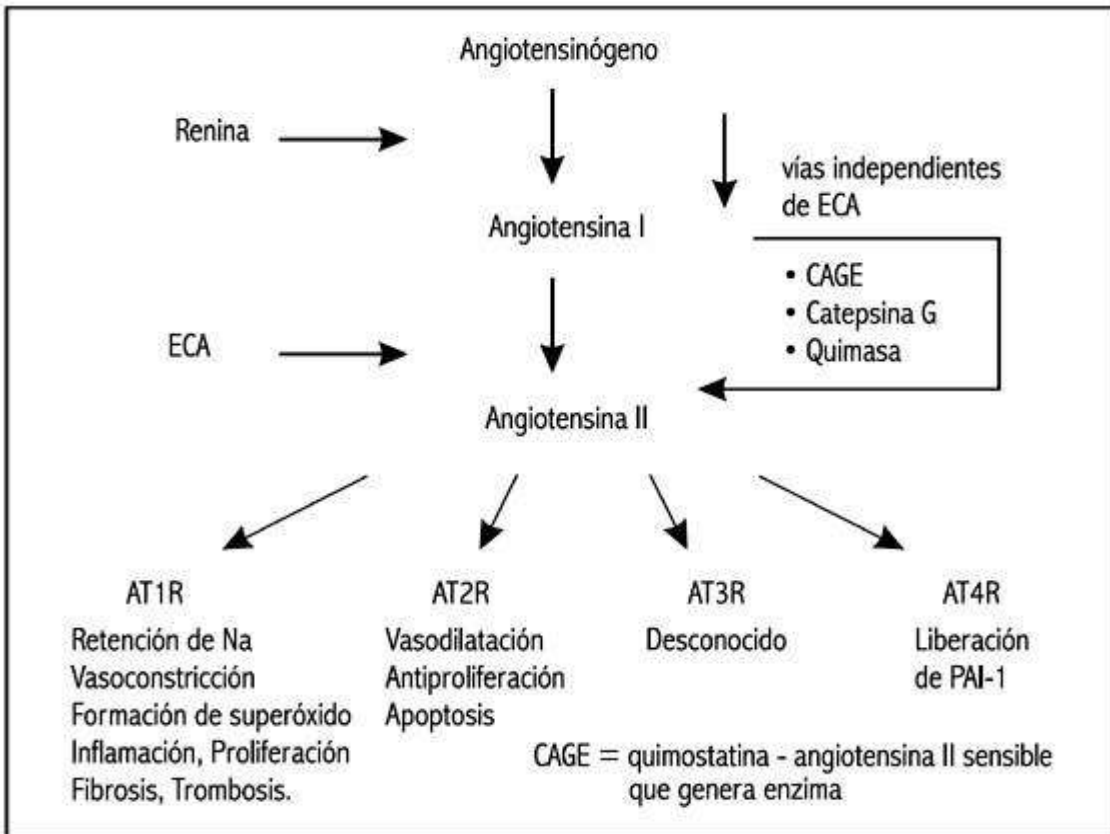 Angiotensinógeno
Renina
vías independientes
de ECA
Angiotensina I
• CAGE
• Catepsina G
• Quimasa
ECA
Angiotensina II
AT1R
Retención de Na
Vasoconstricción
Formación de superóxido
Inflamación, Proliferación
Fibrosis, Trombosis.
AT2R
Vasodilatación
Antiproliferación
Apoptosis
AT3R
Desconocido
AT4R
Liberación
de PAI-1
CAGE = quimostatina - angiotensina II sensible
que genera enzima